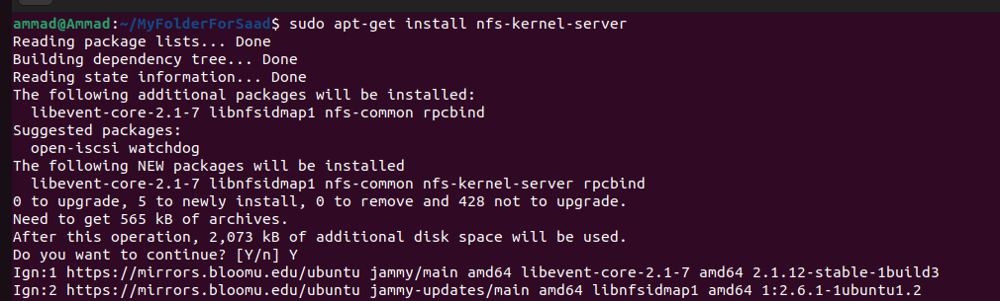 ammad@Ammad:~/MyFolderForSaad$ sudo apt-get install nfs-kernel-server
Reading package lists... Done
Building dependency tree... Done
Reading state information... Done
The following additional packages will be installed:
  libevent-core-2.1-7 libnfsidmap1 nfs-common rpcbind
Suggested packages:
  open-iscsi watchdog
The following NEW packages will be installed
  libevent-core-2.1-7 libnfsidmap1 nfs-common nfs-kernel-server rpcbind
0 to upgrade, 5 to newly install, 0 to remove and 428 not to upgrade.
Need to get 565 kB of archives.
After this operation, 2,073 kB of additional disk space will be used.
Do you want to continue? [Y/n] Y
Ign:1 https://mirrors.bloomu.edu/ubuntu jammy/main amd64 libevent-core-2.1-7 amd64 2.1.12-stable-1build3
Ign:2 https://mirrors.bloomu.edu/ubuntu jammy-updates/main amd64 libnfsidmap1 amd64 1:2.6.1-1ubuntu1.2